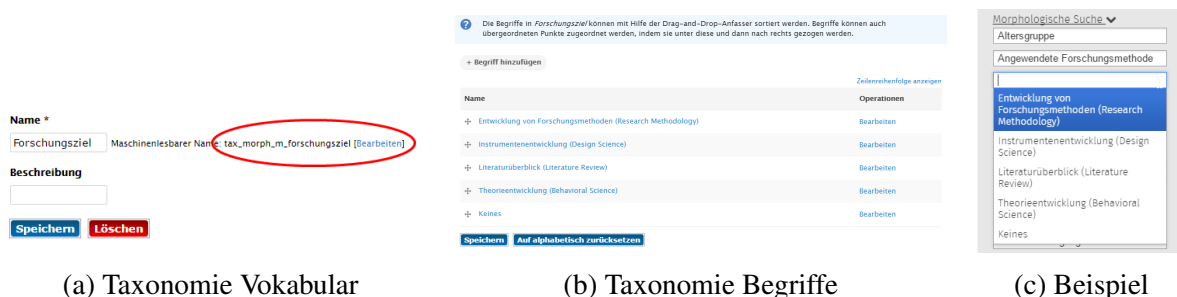 Name *
Forschungsziel Maschinenlesbarer Name: tax_morph_m_forschungsziel [Bearbeiten]
Beschreibung
Speichern Löschen
(a) Taxonomie Vokabular
Die Begriffe in Forschungsziel können mit Hilfe der Drag-and-Drop-Anfasser sortiert werden. Begriffe können auch
übergeordneten Punkte zugeordnet werden, indem sie unter diese und dann nach rechts gezogen werden.
+ Begriff hinzufügen
Zeilenreihenfolge anzeigen
Name Operationen
Entwicklung von Forschungsmethoden (Research Methodology) Bearbeiten
Instrumentenentwicklung (Design Science) Bearbeiten
Literaturüberblick (Literature Review) Bearbeiten
Theorieentwicklung (Behavioral Science) Bearbeiten
Keines Bearbeiten
Speichern Auf alphabetisch zurücksetzen
(b) Taxonomie Begriffe
Morphologische Suche
Altersgruppe
Angewendete Forschungsmethode
Entwicklung von
Forschungsmethoden (Research
Methodology)
Instrumentenentwicklung (Design
Science)
Literaturüberblick (Literature
Review)
Theorieentwicklung (Behavioral
Science)
Keines
(c) Beispiel